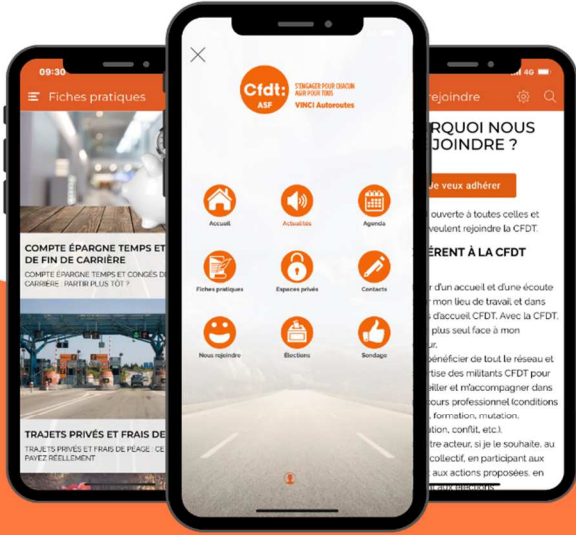 09:30
Fiches pratiques
COMPTE ÉPARGNE TEMPS ET
DE FIN DE CARRIÈRE
COMPTE ÉPARGNE TEMPS ET CONGÉS D
CARRIÈRE : PARTIR PLUS TÔT ?
TRAJETS PRIVÉS ET FRAIS DE
TRAJETS PRIVÉS ET FRAIS DE PÉAGE : CE
PAYEZ RÉELLEMENT
Cfdt:
ASF
S'ENGAGER POUR CHACUN
AGIR POUR TOUS
VINCI Autoroutes
Accueil
Actualités
Agenda
Fiches pratiques
Espaces privés
Contacts
Nous rejoindre
Élections
Sondage
4G
rejoindre
RQUOI NOUS
JOINDRE ?
Je veux adhérer
ouverte à toutes celles et
veulent rejoindre la CFDT.
ÉRENT À LA CFDT
r d'un accueil et d'une écoute
r mon lieu de travail et dans
s d'accueil CFDT. Avec la CFDT,
plus seul face à mon
ur.
bénéficier de tout le réseau et
rtise des militants CFDT pour
eiller et m'accompagner dans
cours professionnel (conditions
, formation, mutation,
ation, conflit, etc.).
tre acteur, si je le souhaite, au
collectif, en participant aux
aux actions proposées, en
nt aux élections